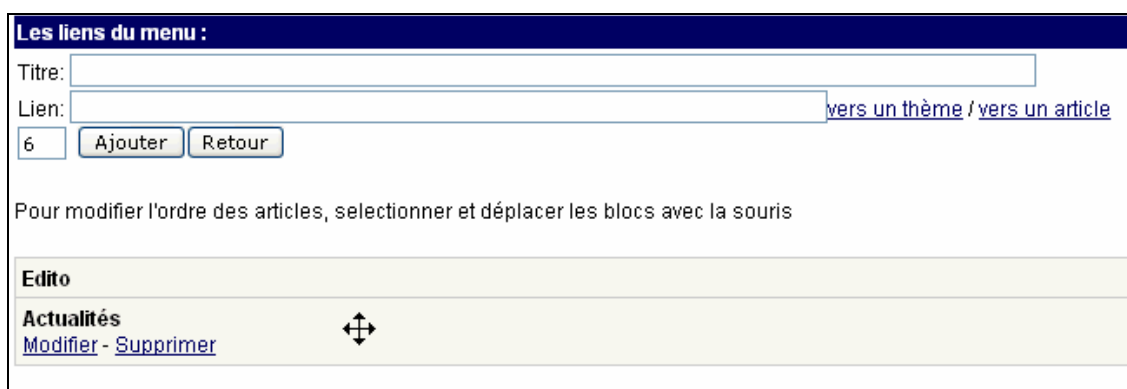 Les liens du menu :
Titre:
Lien: vers un thème / vers un article
6 Ajouter Retour
Pour modifier l'ordre des articles, selectionner et déplacer les blocs avec la souris
Edito
Actualités
Modifier - Supprimer